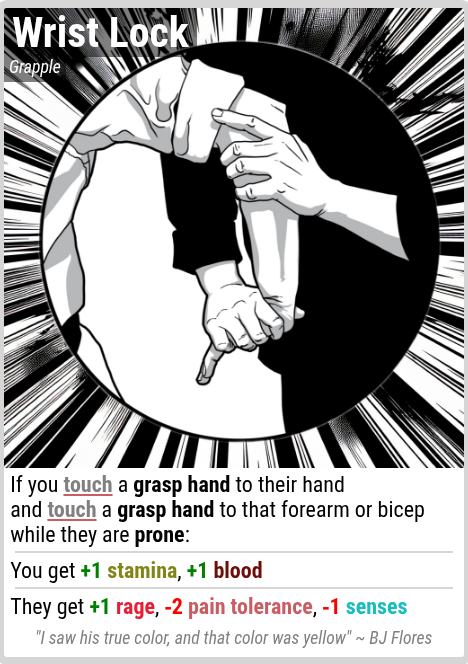 Wrist Lock
Grapple
If you touch a grasp hand to their hand
and touch a grasp hand to that forearm or bicep
while they are prone:
You get +1 stamina, +1 blood
They get +1 rage, -2 pain tolerance, -1 senses
"I saw his true color, and that color was yellow" ~ BJ Flores